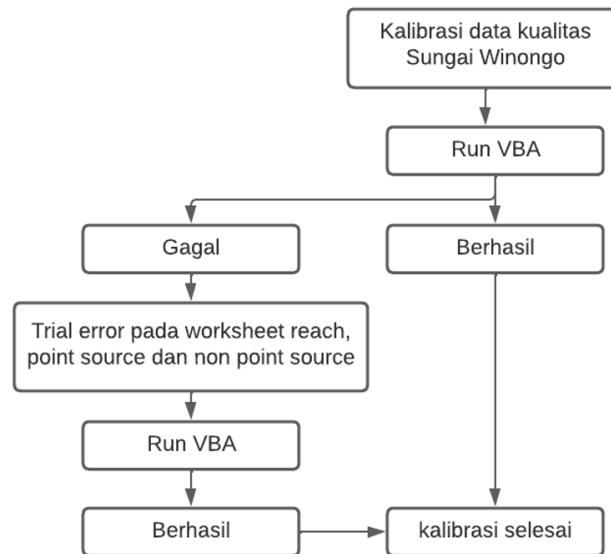 Kalibrasi data kualitas
Sungai Winongo
Run VBA
Gagal
Berhasil
Trial error pada worksheet reach,
point source dan non point source
Run VBA
Berhasil
kalibrasi selesai